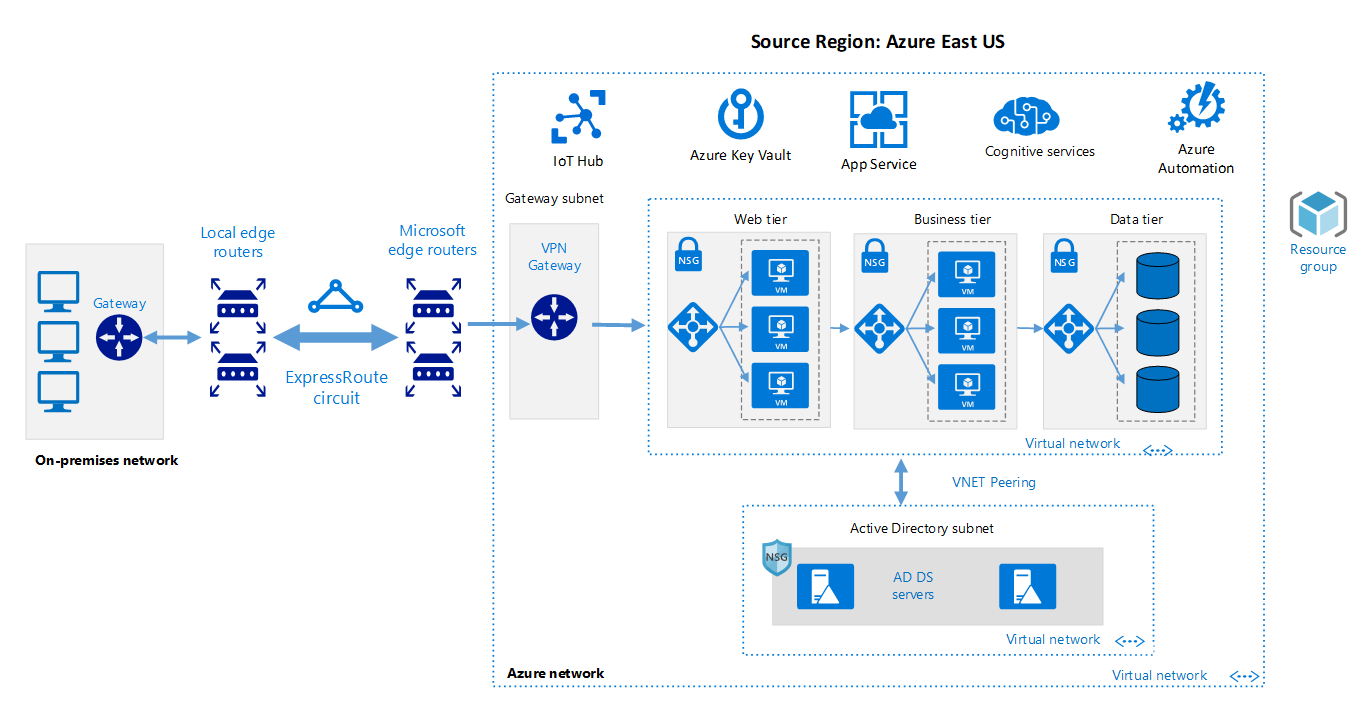 Source Region: Azure East US
IoT Hub
Azure Key Vault
App Service
Cognitive services
Azure
Automation
Gateway subnet
Web tier
Business tier
Data tier
Resource
group
Local edge
routers
Microsoft
edge routers
VPN
Gateway
NSG
NSG
NSG
VM
VM
VM
VM
VM
VM
Gateway
ExpressRoute
circuit
On-premises network
Virtual network
VNET Peering
Active Directory subnet
NSG
AD DS
servers
Virtual network
Azure network
Virtual network